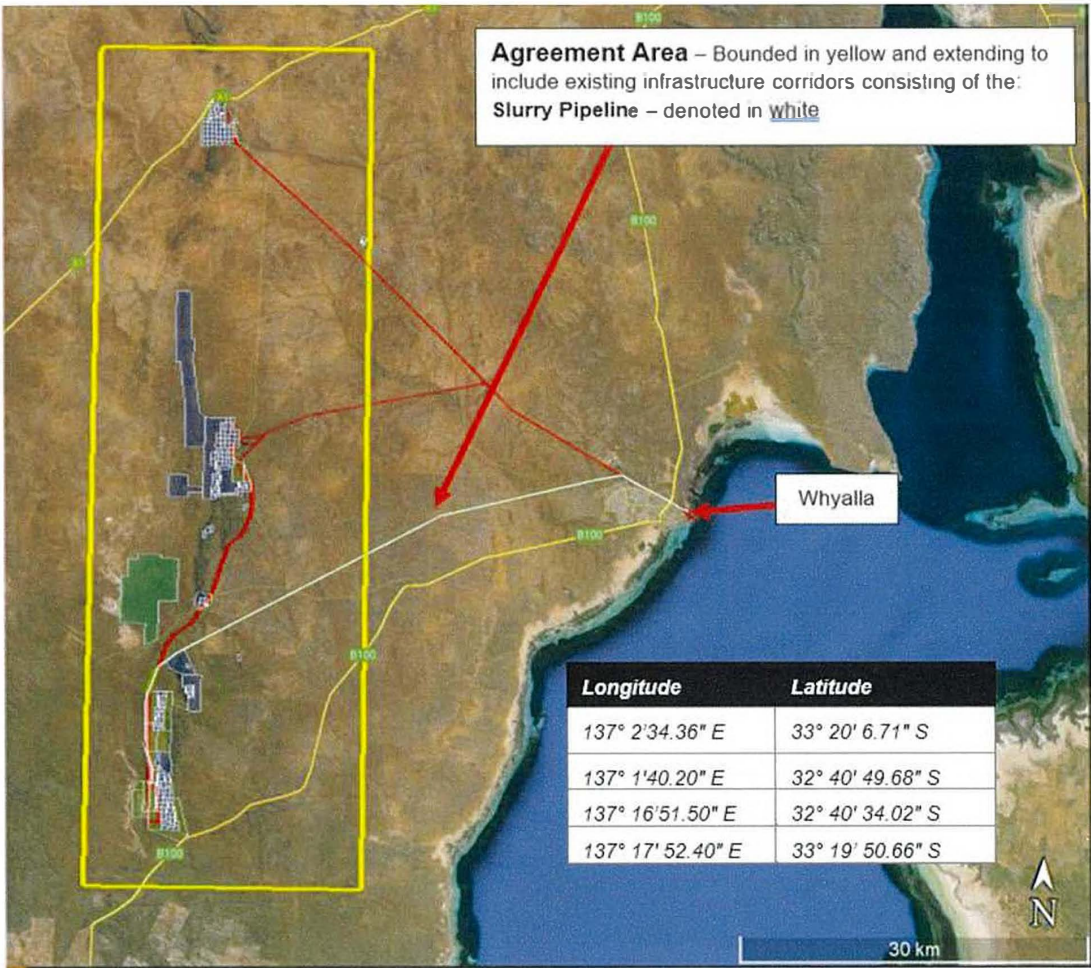 B100
Agreement Area – Bounded in yellow and extending to
include existing infrastructure corridors consisting of the:
Slurry Pipeline – denoted in white
A1
B100
A1
Whyalla
B100
B100
Longitude Latitude
137° 2'34.36" E 33° 20' 6.71" S
137° 1'40.20" E 32° 40' 49.68" S
137° 16'51.50" E 32° 40' 34.02" S
137° 17' 52.40" E 33° 19' 50.66" S
B100
N
30 km